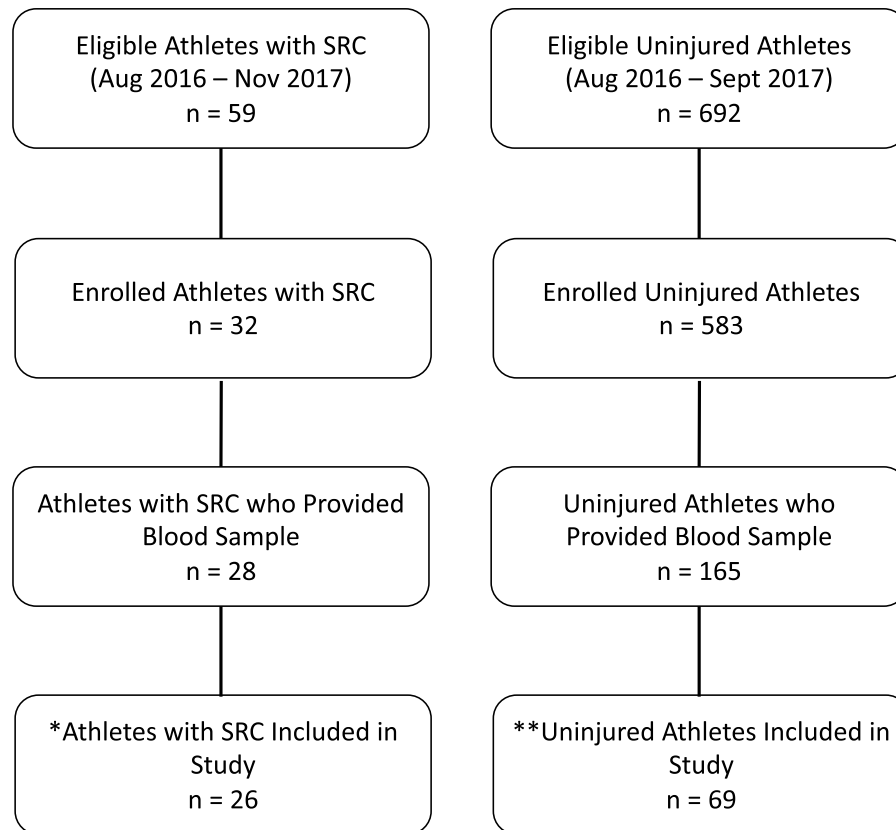 Eligible Athletes with SRC
(Aug 2016 – Nov 2017)
n = 59
Eligible Uninjured Athletes
(Aug 2016 – Sept 2017)
n = 692
Enrolled Athletes with SRC
n = 32
Enrolled Uninjured Athletes
n = 583
Athletes with SRC who Provided
Blood Sample
n = 28
Uninjured Athletes who
Provided Blood Sample
n = 165
*Athletes with SRC Included in
Study
n = 26
**Uninjured Athletes Included in
Study
n = 69